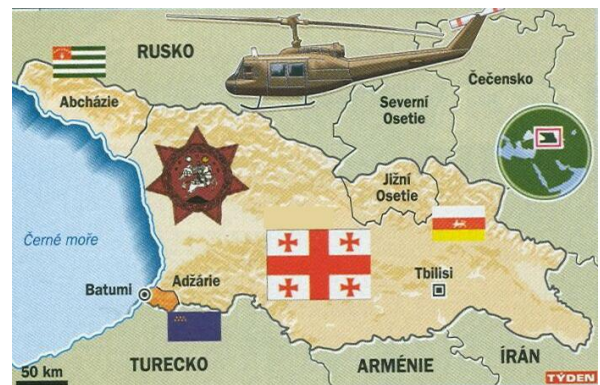 RUSKO
Čečensko
Abcházie
Severní
Osetie
Jižní
Osetie
Černé moře
Batumi
Adžárie
Tbilisi
TURECKO
ARMÉNIE
ÍRÁN
50 km
TÝDEN